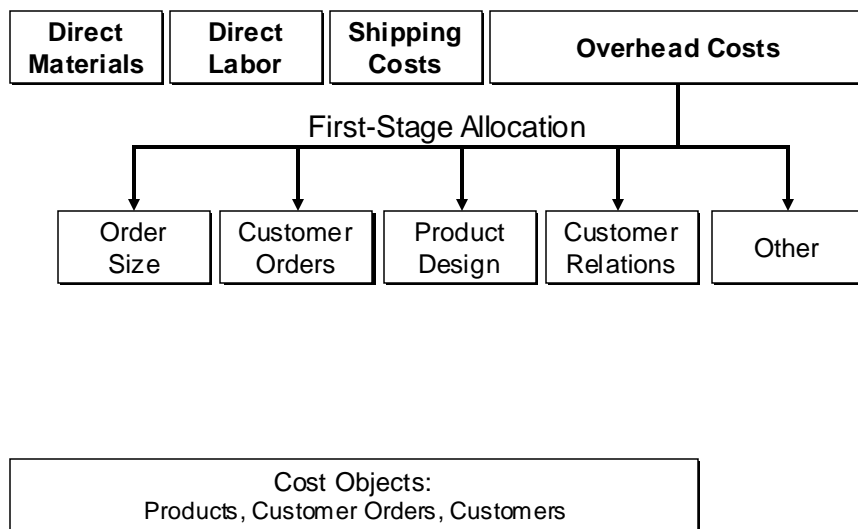 Direct
Materials
Direct
Labor
Shipping
Costs
Overhead Costs
First-Stage Allocation
Order
Size
Customer
Orders
Product
Design
Customer
Relations
Other
Cost Objects:
Products, Customer Orders, Customers